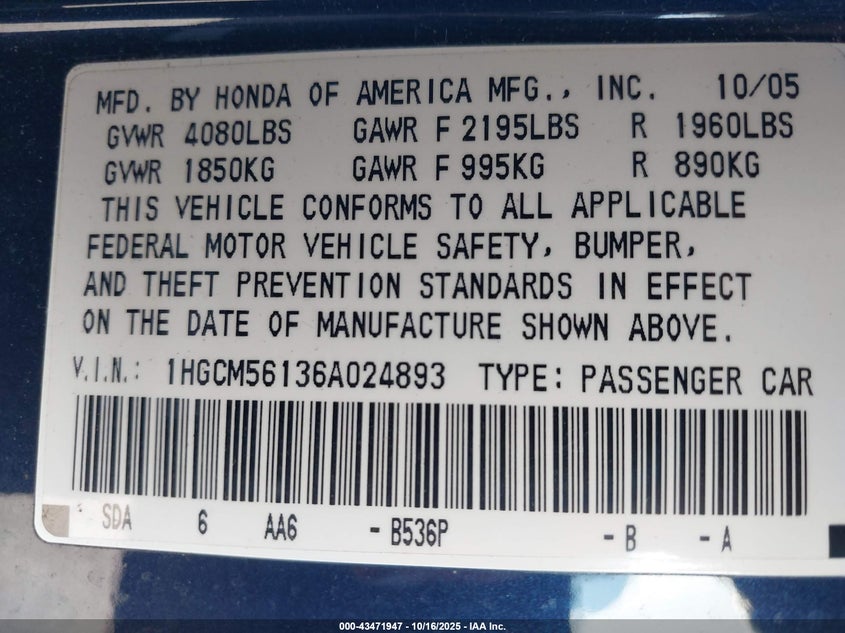 MFD. BY HONDA OF AMERICA MFG., INC. 10/05
GVWR 4080LBS GAWR F 2195LBS R 1960LBS
GVWR 1850KG GAWR F 995KG R 890KG
THIS VEHICLE CONFORMS TO ALL APPLICABLE
FEDERAL MOTOR VEHICLE SAFETY, BUMPER,
AND THEFT PREVENTION STANDARDS IN EFFECT
ON THE DATE OF MANUFACTURE SHOWN ABOVE.
V.I.N.: 1HGCM56136A024893 TYPE: PASSENGER CAR
SDA 6 AA6 - B536P - B - A
000-43471947 - 10/16/2025 - IAA Inc.